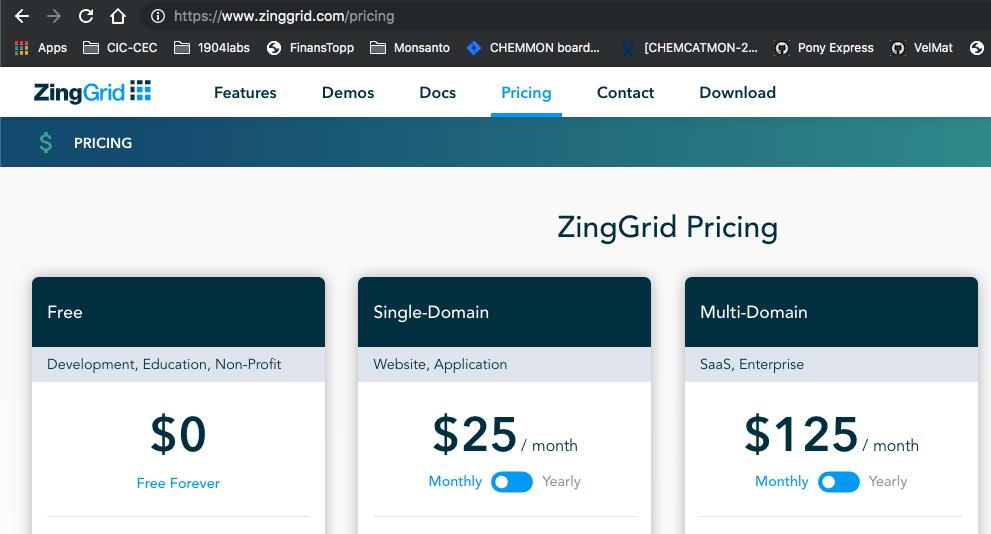 https://www.zinggrid.com/pricing
Apps CIC-CEC 1904labs FinansTopp Monsanto CHEMMON board... [CHEMCATMON-2... Pony Express VelMat
ZingGrid Features Demos Docs Pricing Contact Download
$ PRICING
ZingGrid Pricing
Free Single-Domain Multi-Domain
Development, Education, Non-Profit Website, Application SaaS, Enterprise
$0 $25 / month $125 / month
Free Forever Monthly Yearly Monthly Yearly